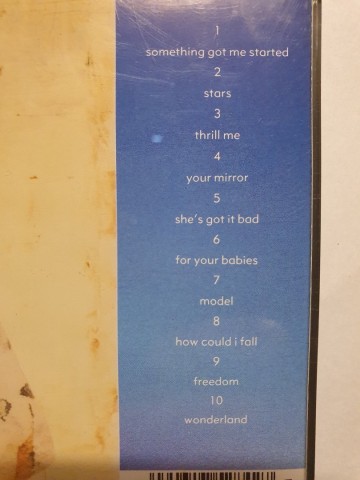 1
something got me started
2
stars
3
thrill me
4
your mirror
5
she's got it bad
6
for your babies
7
model
8
how could i fall
9
freedom
10
wonderland